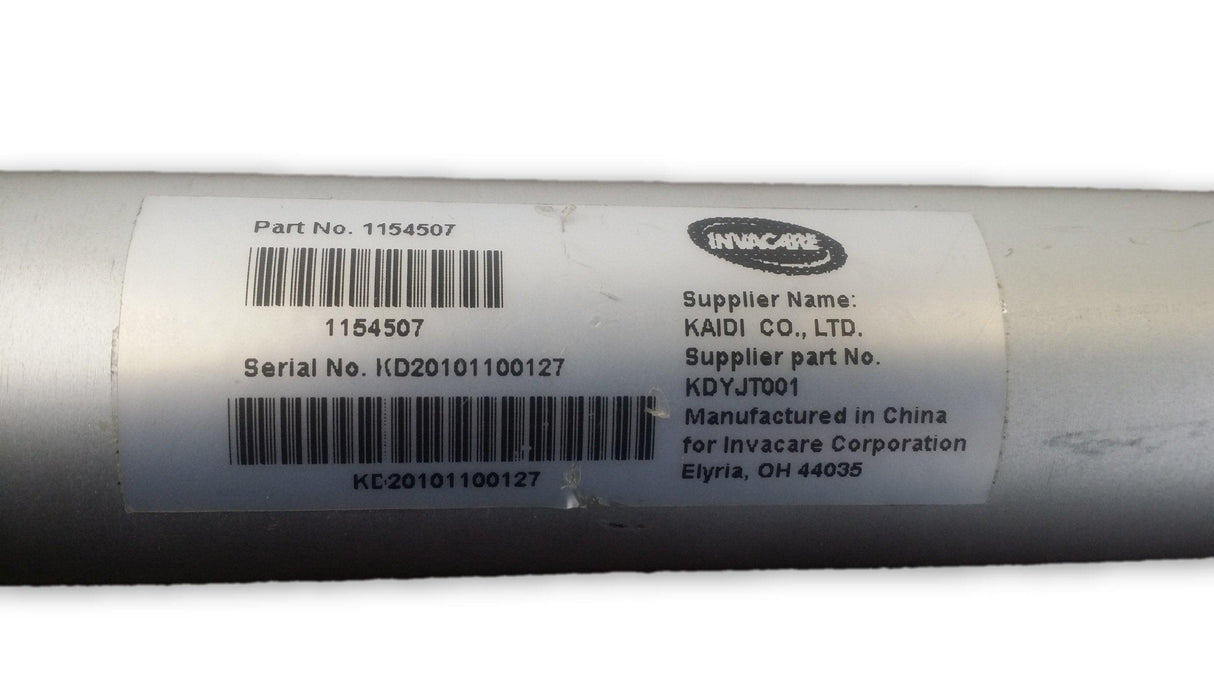 Part No. 1154507
1154507
Serial No. KD20101100127
KD20101100127
INVACARE
Supplier Name:
KAIDI CO., LTD.
Supplier part No.
KDYJT001
Manufactured in China
for Invacare Corporation
Elyria, OH 44035